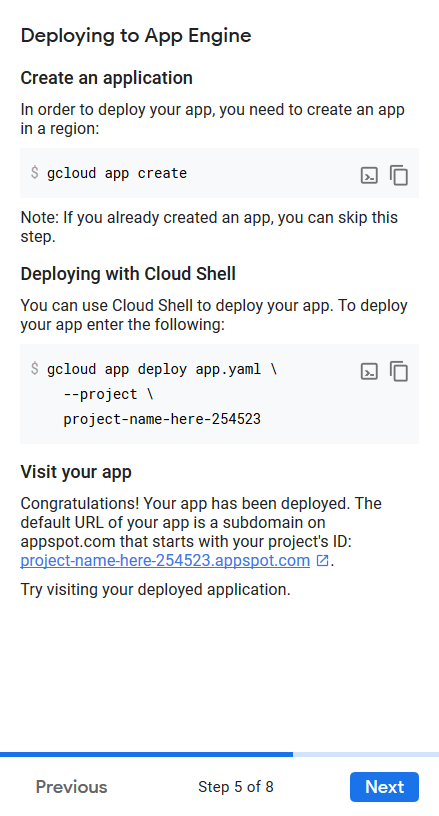 Deploying to App Engine
Create an application
In order to deploy your app, you need to create an app
in a region:
$ gcloud app create
Note: If you already created an app, you can skip this
step.
Deploying with Cloud Shell
You can use Cloud Shell to deploy your app. To deploy
your app enter the following:
$ gcloud app deploy app.yaml \
--project \
project-name-here-254523
Visit your app
Congratulations! Your app has been deployed. The
default URL of your app is a subdomain on
appspot.com that starts with your project's ID:
project-name-here-254523.appspot.com.
Try visiting your deployed application.
Previous Step 5 of 8 Next